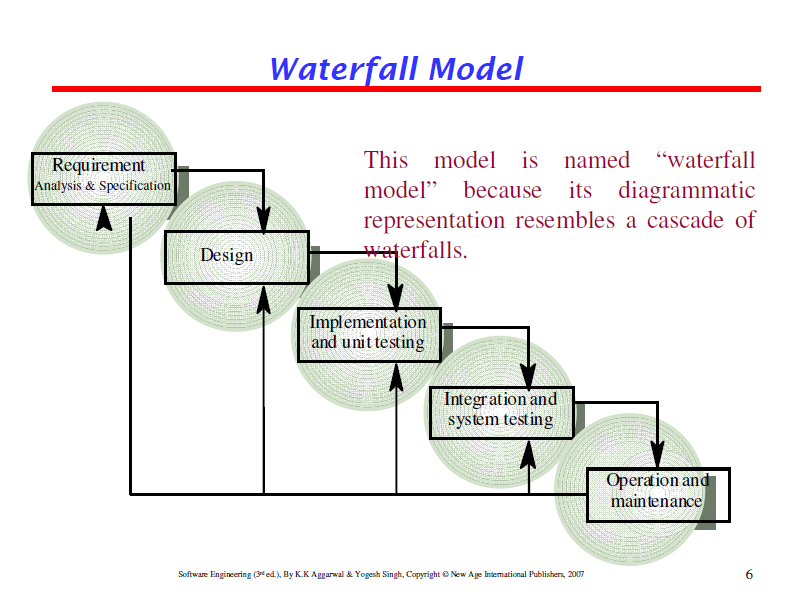 Waterfall Model
Requirement
Analysis & Specification
This model is named “waterfall
model” because its diagrammatic
representation resembles a cascade of
waterfalls.
Design
Implementation
and unit testing
Integration and
system testing
Operation and
maintenance
Software Engineering (3rd ed.), By K.K Aggarwal & Yogesh Singh, Copyright © New Age International Publishers, 2007
6